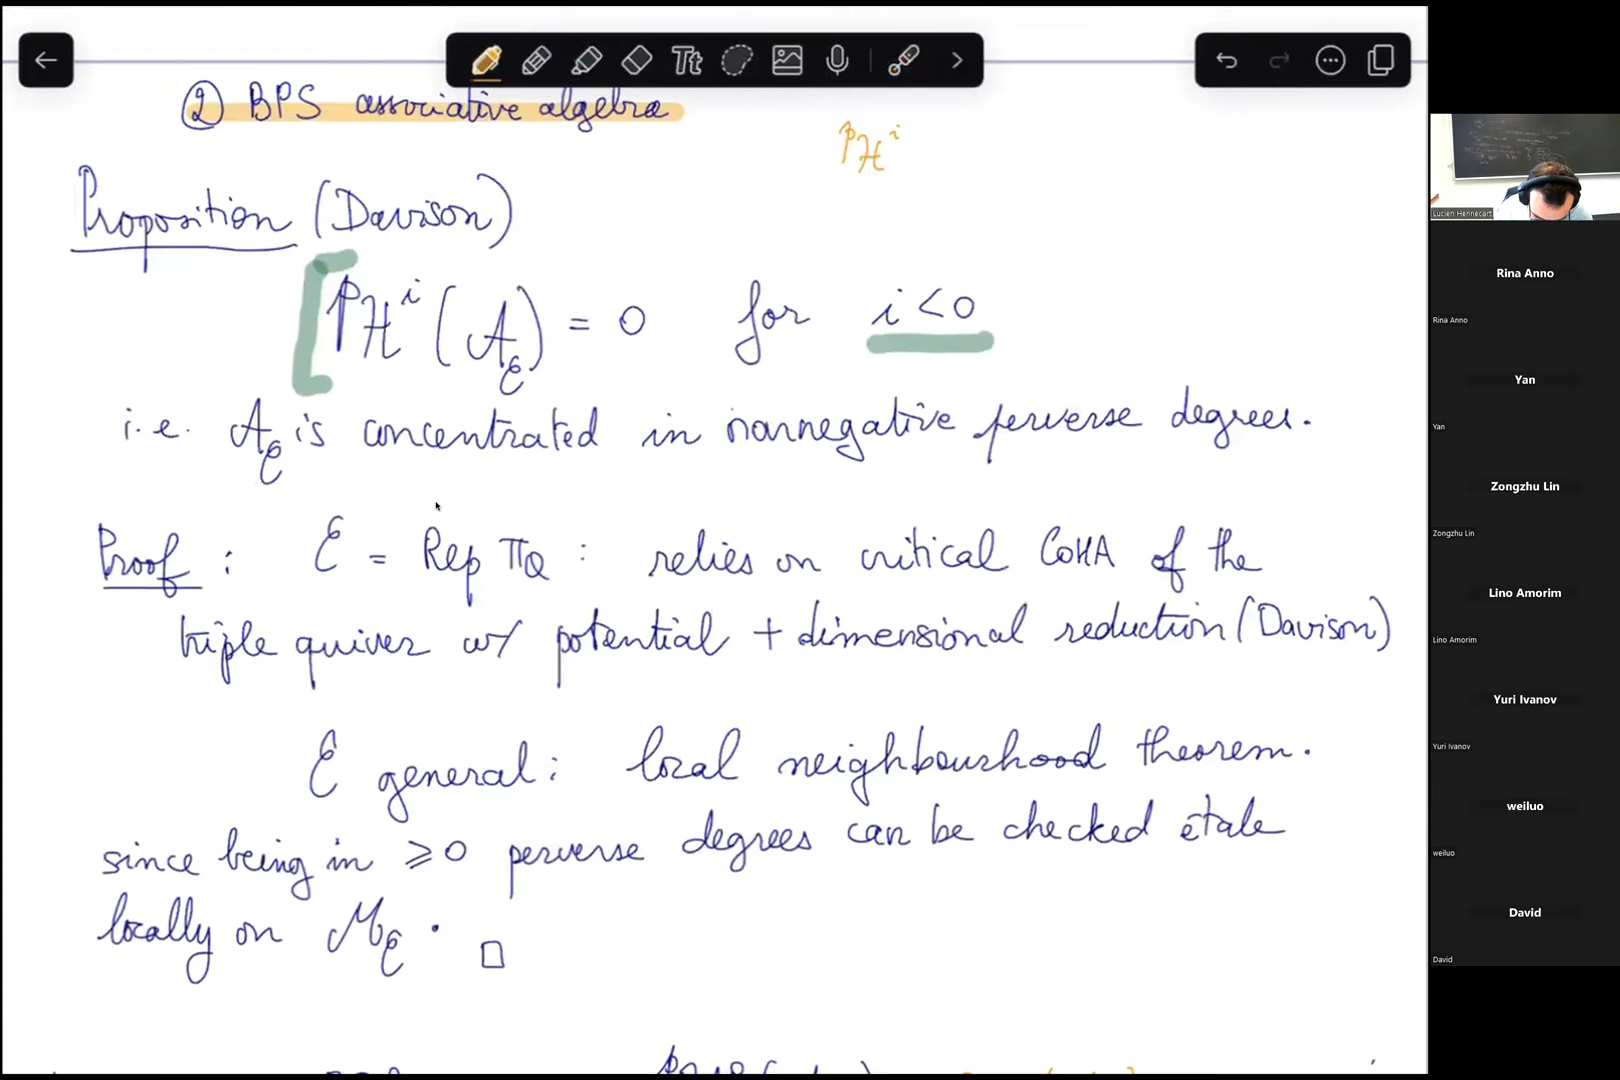 Tt
② BPS associative algebra
ᵖℋⁱ
Proposition (Davison)
ᵖℋⁱ(𝒜_ℰ) = 0 for i < 0
i.e. 𝒜_ℰ is concentrated in nonnegative perverse degrees.
Proof : ℰ = Rep Π_Q : relies on critical CoHA of the
triple quiver w/ potential + dimensional reduction (Davison)
ℰ general : local neighbourhood theorem.
since being in ⩾0 perverse degrees can be checked étale
locally on ℳ_ℰ . □
Lucien Hennecart
Rina Anno
Rina Anno
Yan
Yan
Zongzhu Lin
Zongzhu Lin
Lino Amorim
Lino Amorim
Yuri Ivanov
Yuri Ivanov
weiluo
weiluo
David
David